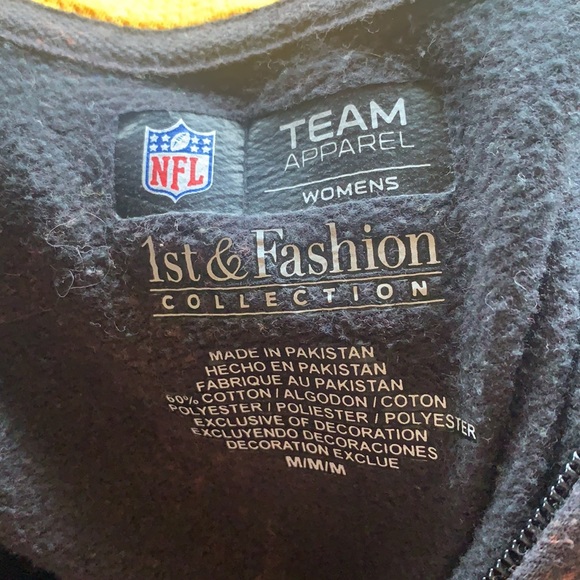 NFL
TEAM
APPAREL
WOMENS
1st & Fashion
COLLECTION
MADE IN PAKISTAN
HECHO EN PAKISTAN
FABRIQUE AU PAKISTAN
60% COTTON / ALGODON / COTON
POLYESTER / POLIESTER / POLYESTER
EXCLUSIVE OF DECORATION
EXCLUYENDO DECORACIONES
DECORATION EXCLUE
M/M/M